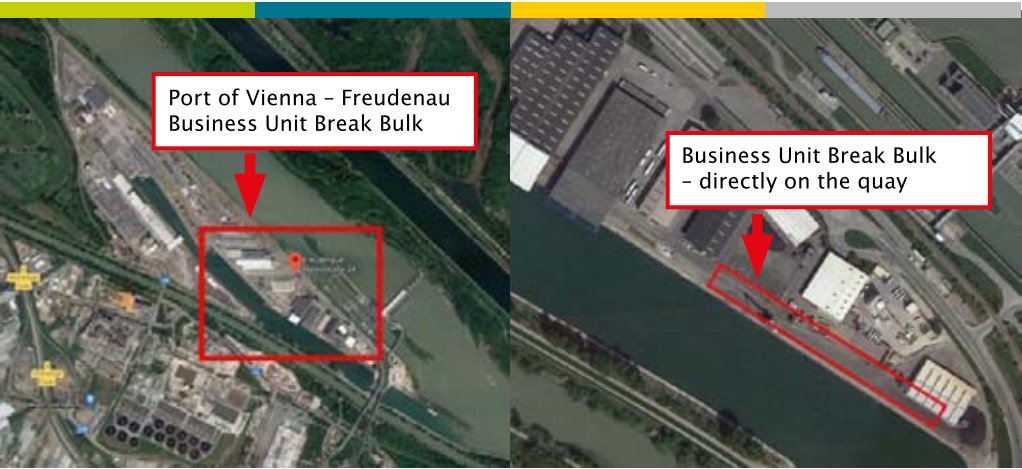 Port of Vienna – Freudenau
Business Unit Break Bulk
Business Unit Break Bulk
– directly on the quay